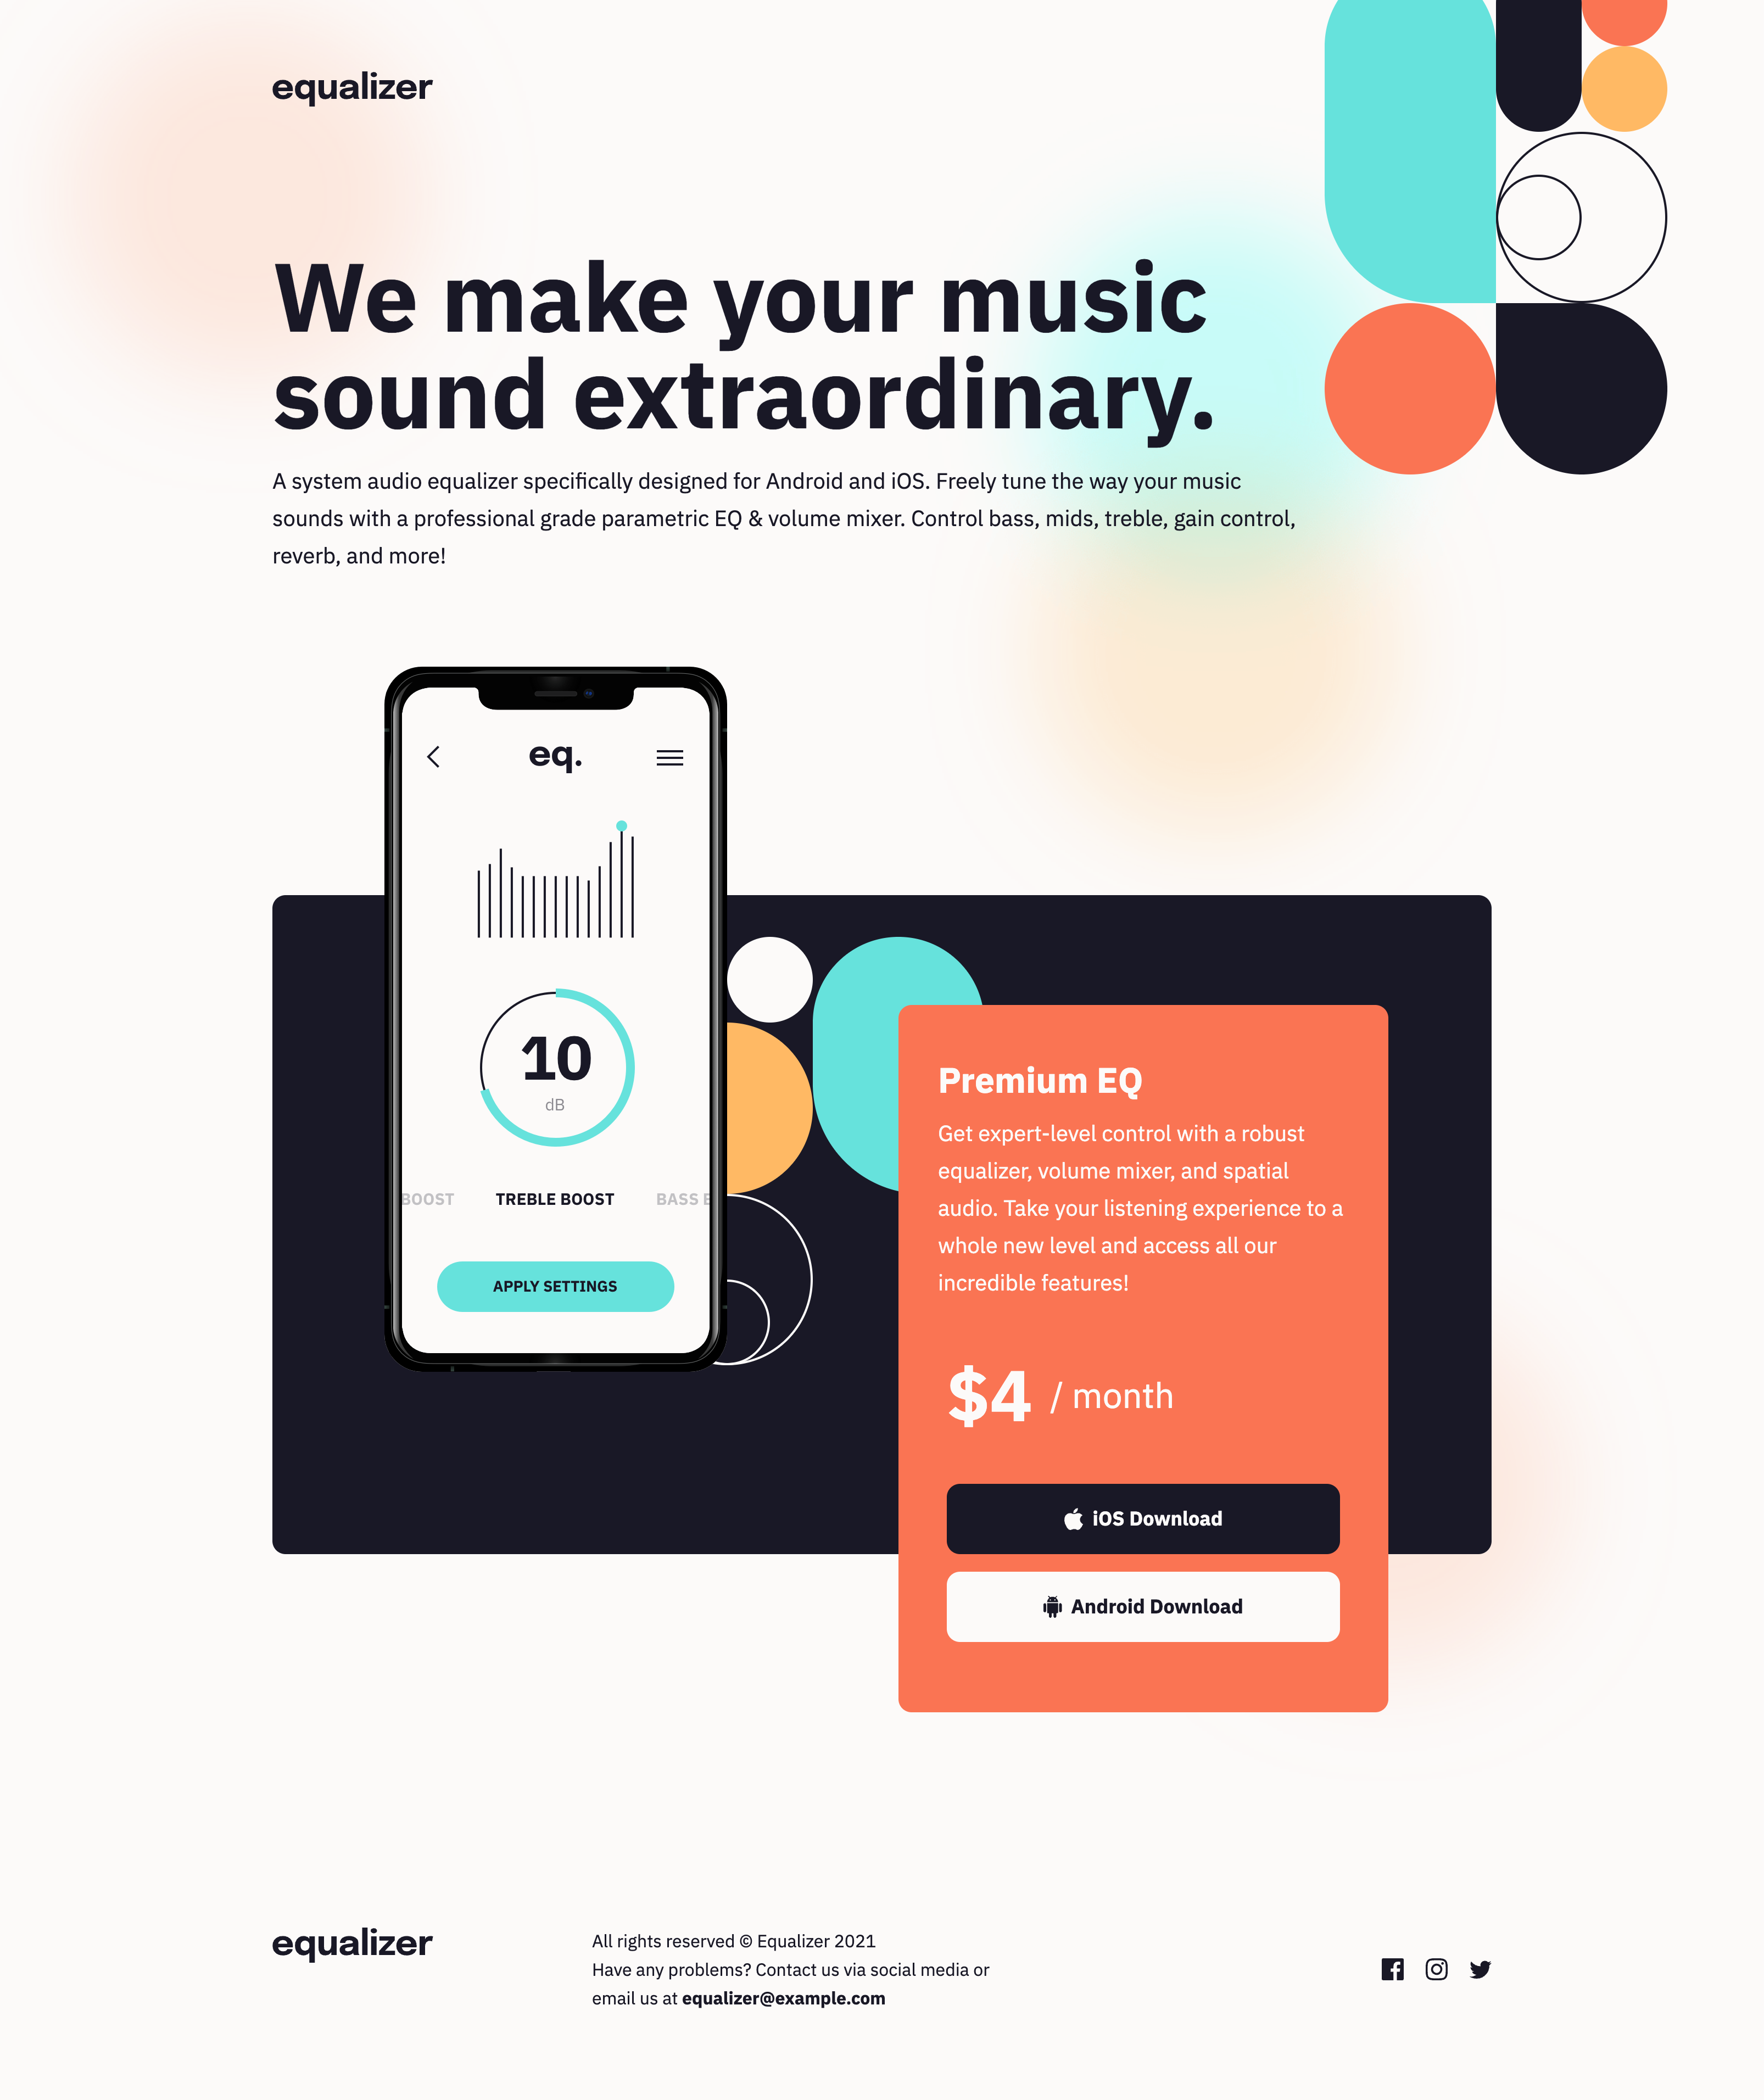 equalizer
We make your music
sound extraordinary.
A system audio equalizer specifically designed for Android and iOS. Freely tune the way your music
sounds with a professional grade parametric EQ & volume mixer. Control bass, mids, treble, gain control,
reverb, and more!
eq.
10
dB
BOOST TREBLE BOOST BASS B
APPLY SETTINGS
Premium EQ
Get expert-level control with a robust
equalizer, volume mixer, and spatial
audio. Take your listening experience to a
whole new level and access all our
incredible features!
$4 / month
iOS Download
Android Download
equalizer
All rights reserved © Equalizer 2021
Have any problems? Contact us via social media or
email us at equalizer@example.com